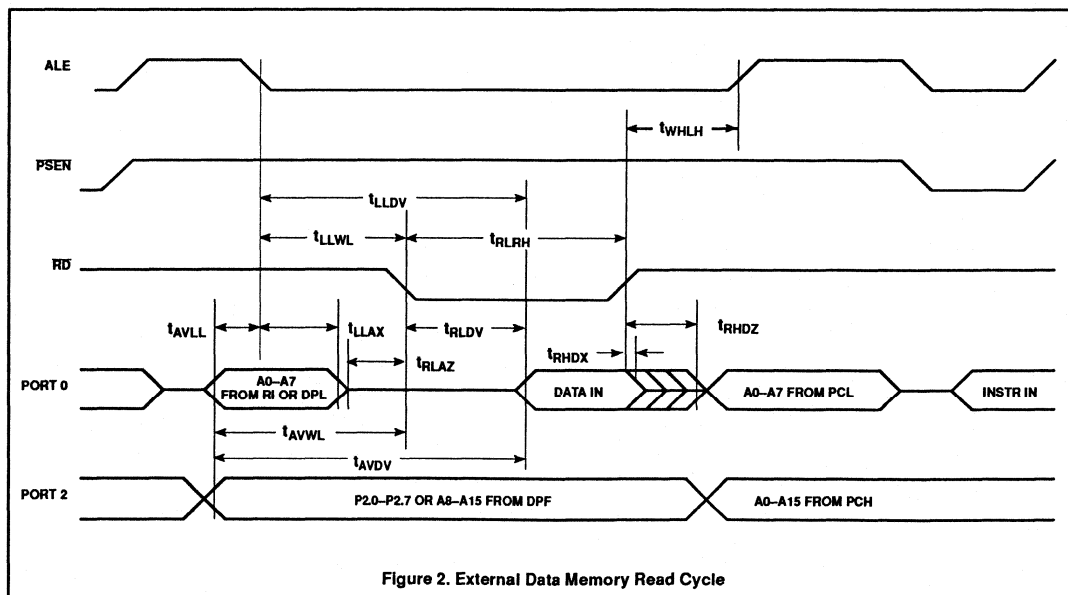 ALE
tWHLH
PSEN
tLLDV
tLLWL
tRLRH
RD
tAVLL
tLLAX
tRLDV
tRHDZ
tRLAZ
tRHDX
PORT 0
A0–A7
FROM RI OR DPL
DATA IN
A0–A7 FROM PCL
INSTR IN
tAVWL
tAVDV
PORT 2
P2.0–P2.7 OR A8–A15 FROM DPF
A0–A15 FROM PCH
Figure 2. External Data Memory Read Cycle